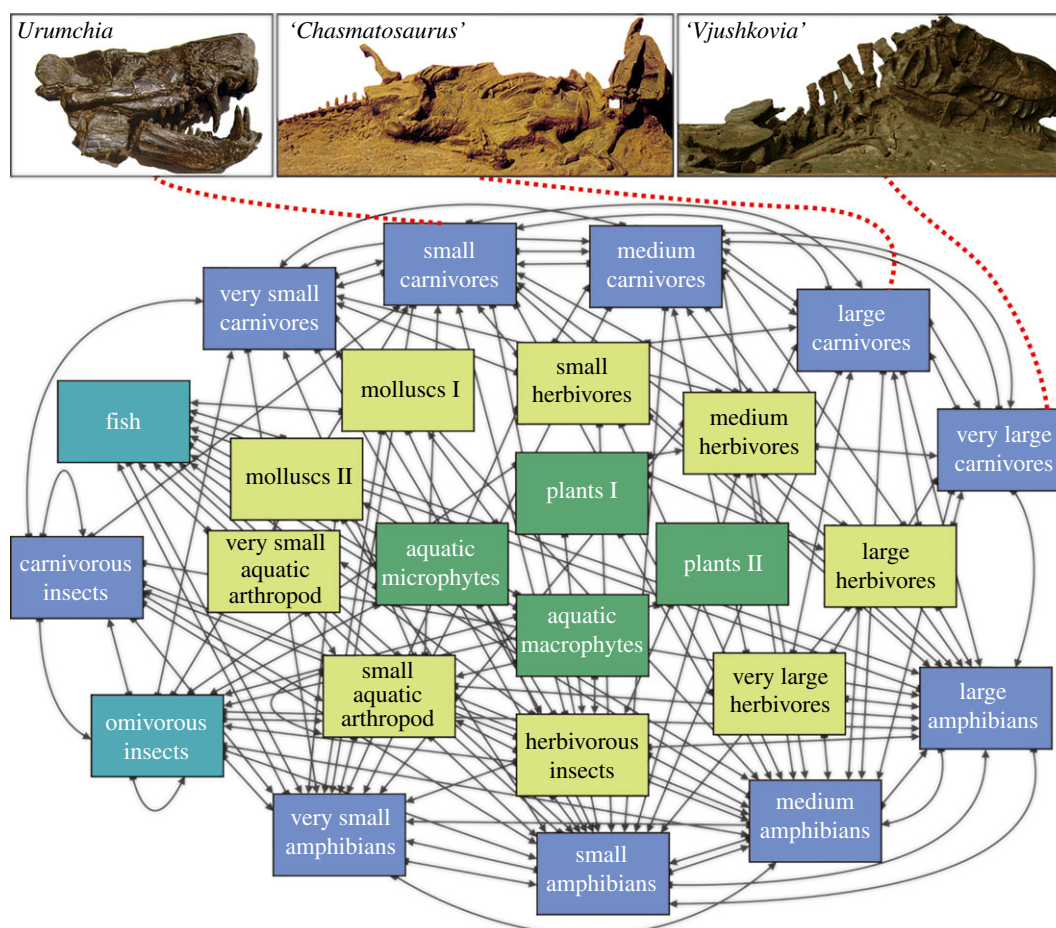 Urumchia
‘Chasmatosaurus’
‘Vjushkovia’
small
carnivores
medium
carnivores
very small
carnivores
large
carnivores
molluscs I
small
herbivores
fish
medium
herbivores
very large
carnivores
molluscs II
plants I
carnivorous
insects
very small
aquatic
arthropod
aquatic
microphytes
plants II
large
herbivores
aquatic
macrophytes
small
aquatic
arthropod
very large
herbivores
large
amphibians
omivorous
insects
herbivorous
insects
very small
amphibians
medium
amphibians
small
amphibians